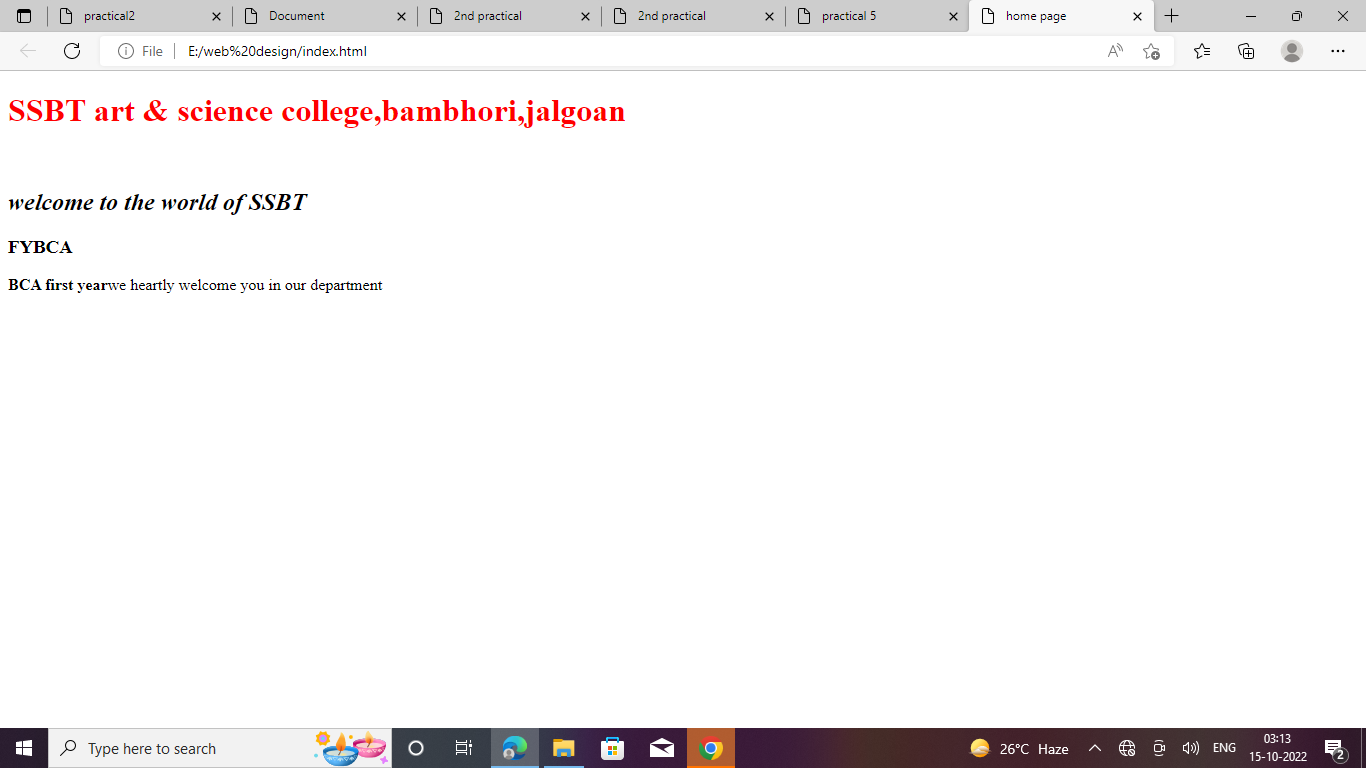 practical2
Document
2nd practical
2nd practical
practical 5
home page
File
E:/web%20design/index.html
SSBT art & science college,bambhori,jalgoan
welcome to the world of SSBT
FYBCA
BCA first yearwe heartly welcome you in our department
Type here to search
26°C Haze
ENG
03:13
15-10-2022
2